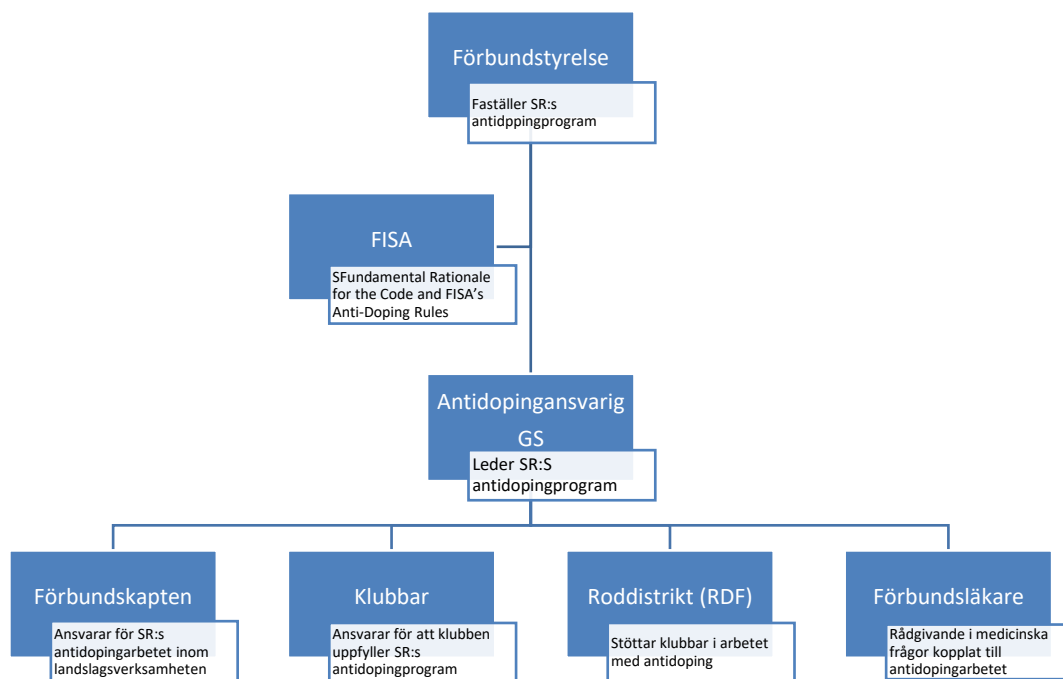 Förbundstyrelse
Faställer SR:s
antidppingprogram
FISA
SFundamental Rationale
for the Code and FISA's
Anti-Doping Rules
Antidopingansvarig
GS
Leder SR:S
antidopingprogram
Förbundskapten
Ansvarar för SR:s
antidopingarbetet inom
landslagsverksamheten
Klubbar
Ansvarar för att klubben
uppfyller SR:s
antidopingprogram
Roddistrikt (RDF)
Stöttar klubbar i arbetet
med antidoping
Förbundsläkare
Rådgivande i medicinska
frågor kopplat till
antidopingarbetet